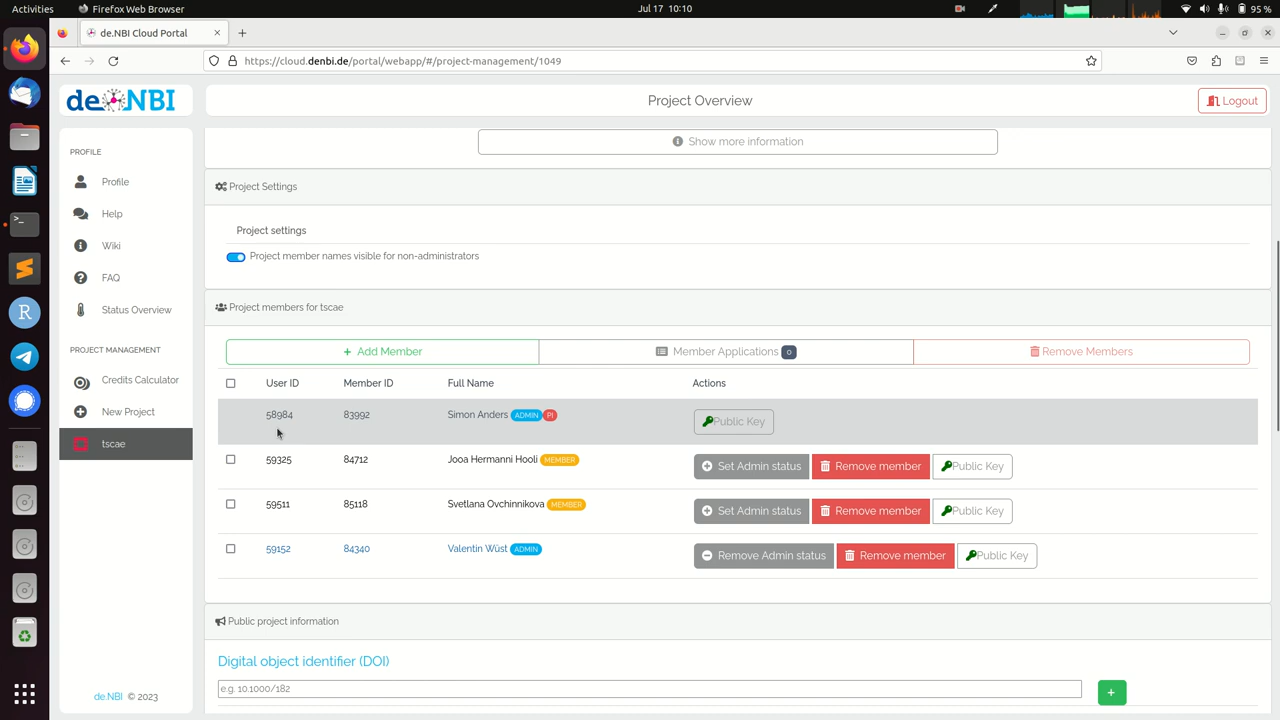 Activities Firefox Web Browser Jul 17 10:10 95 %
de.NBI Cloud Portal
https://cloud.denbi.de/portal/webapp/#/project-management/1049
de.NBI Project Overview Logout
PROFILE
Profile
Help
Wiki
FAQ
Status Overview
PROJECT MANAGEMENT
Credits Calculator
New Project
tscae
de.NBI © 2023
Show more information
Project Settings
Project settings
Project member names visible for non-administrators
Project members for tscae
+ Add Member Member Applications 0 Remove Members
User ID Member ID Full Name Actions
58984 83992 Simon Anders ADMIN PI Public Key
59325 84712 Jooa Hermanni Hooli MEMBER Set Admin status Remove member Public Key
59511 85118 Svetlana Ovchinnikova MEMBER Set Admin status Remove member Public Key
59152 84340 Valentin Wüst ADMIN Remove Admin status Remove member Public Key
Public project information
Digital object identifier (DOI)
e.g. 10.1000/182 +